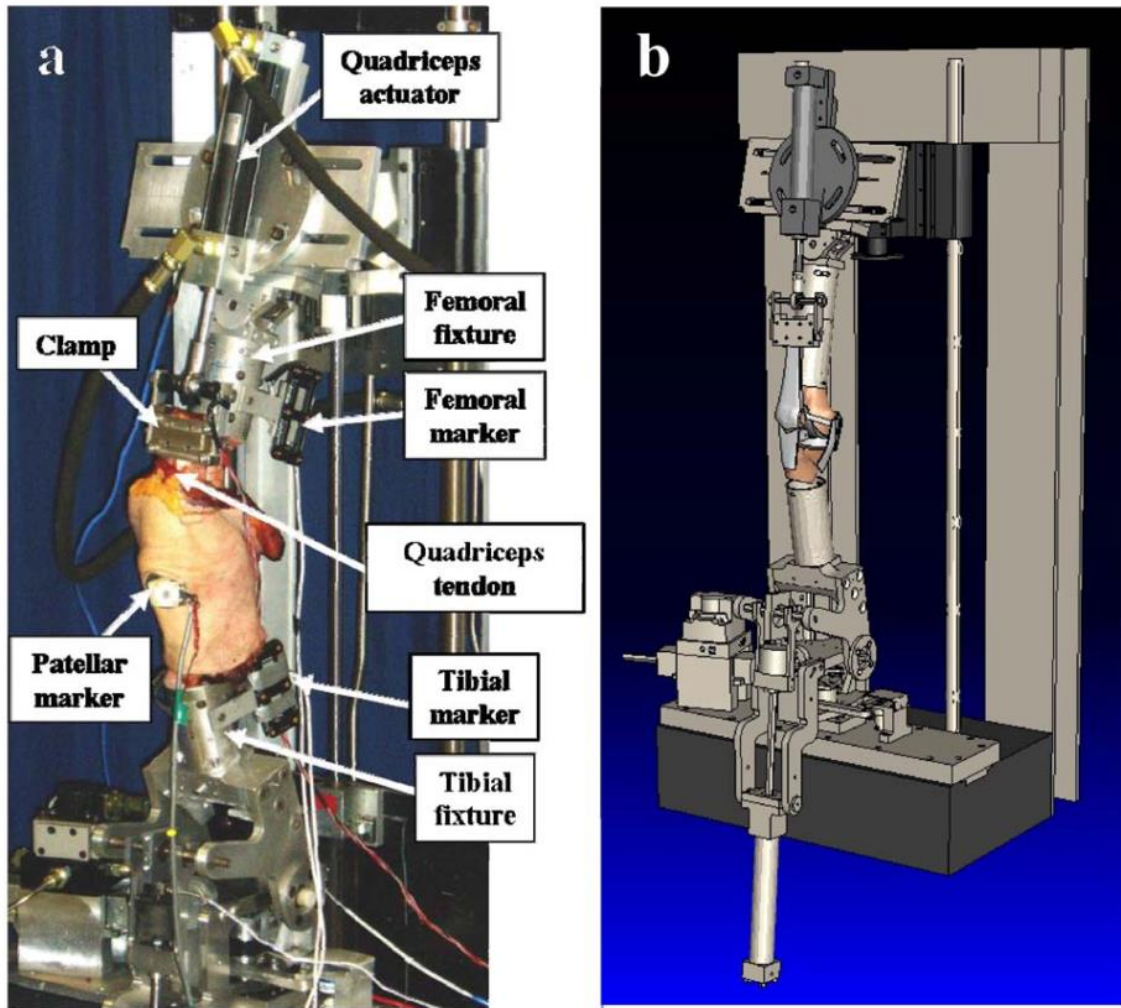 a
Quadriceps
actuator
Femoral
fixture
Clamp
Femoral
marker
Quadriceps
tendon
Patellar
marker
Tibial
marker
Tibial
fixture
b